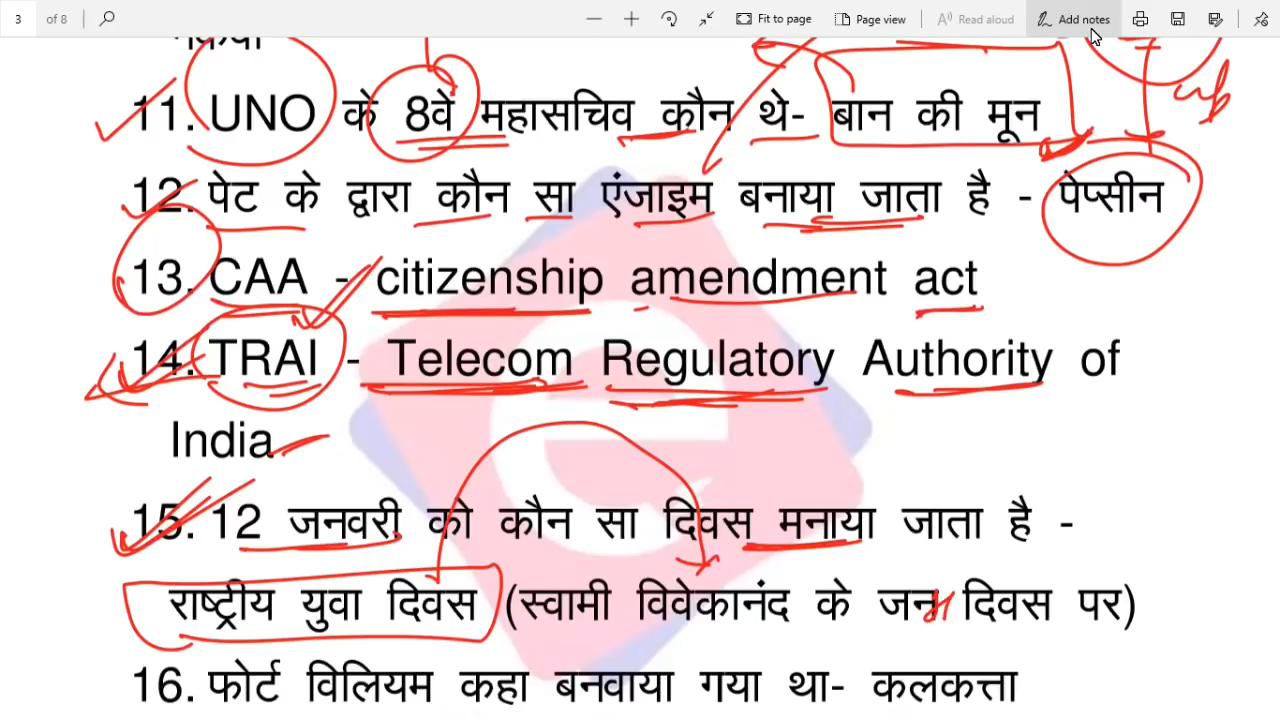 3 of 8 Fit to page Page view Read aloud Add notes
11. UNO के 8वे महासचिव कौन थे- बान की मून
12. पेट के द्वारा कौन सा एंजाइम बनाया जाता है - पेप्सीन
13. CAA - citizenship amendment act
14. TRAI - Telecom Regulatory Authority of
India
15. 12 जनवरी को कौन सा दिवस मनाया जाता है -
राष्ट्रीय युवा दिवस (स्वामी विवेकानंद के जन्म दिवस पर)
16. फोर्ट विलियम कहा बनवाया गया था- कलकत्ता